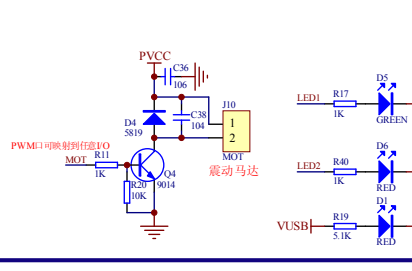 PVCC
C36
106
J10
D4
5819
C38
104
1
2
MOT
震动马达
PWM口可映射到任意I/O
MOT
R11
1K
R20
10K
Q4
9014
LED1
R17
1K
D5
GREEN
LED2
R40
1K
D6
RED
VUSB
R19
5.1K
D1
RED